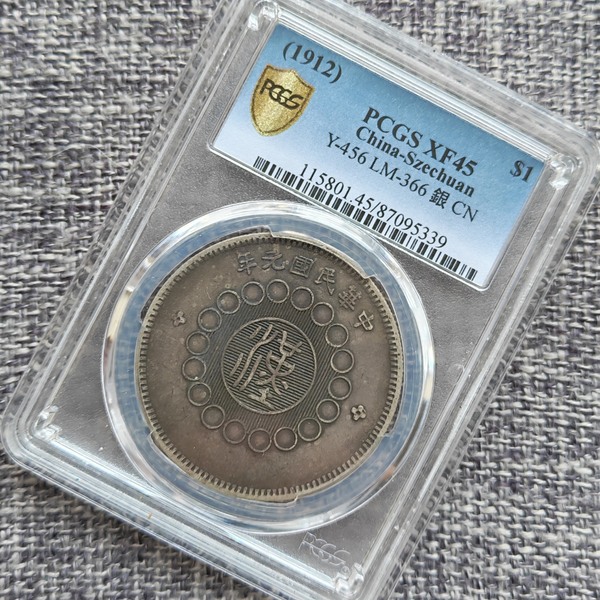 (1912)
PCGS
PCGS XF45
China-Szechuan
Y-456 LM-366 銀 CN
$1
115801.45/87095339
中華民國元年
漢
PCGS